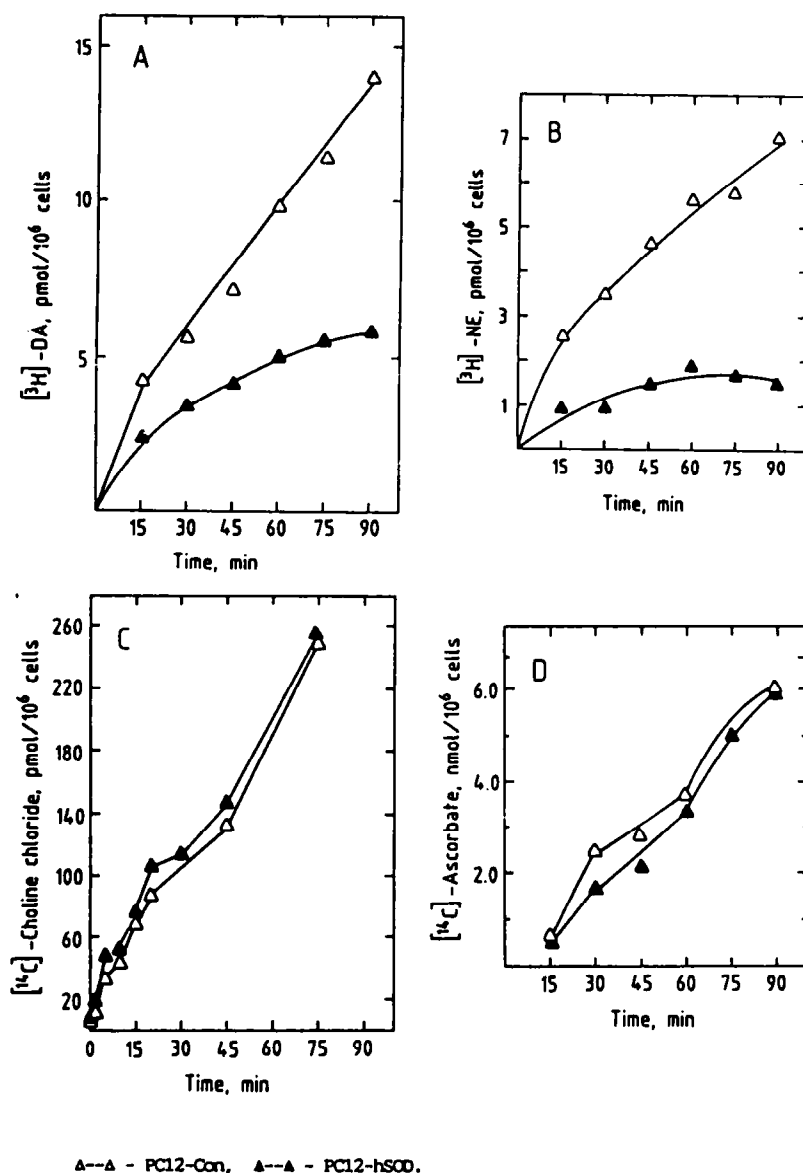 A
15
10
5
[³H]-DA, pmol/10⁶ cells
15 30 45 60 75 90
Time, min
B
7
5
3
1
[³H]-NE, pmol/10⁶ cells
15 30 45 60 75 90
Time, min
C
260
220
180
140
100
60
20
[¹⁴C]-Choline chloride, pmol/10⁶ cells
0 15 30 45 60 75 90
Time, min
D
6.0
4.0
2.0
[¹⁴C]-Ascorbate, nmol/10⁶ cells
15 30 45 60 75 90
Time, min
△--△ - PC12-Con, ▲--▲ - PC12-hSOD.